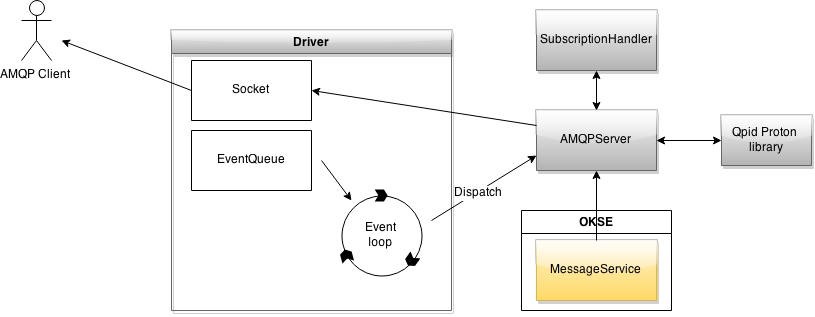 AMQP Client
Driver
Socket
EventQueue
Event
loop
Dispatch
SubscriptionHandler
AMQPServer
Qpid Proton
library
OKSE
MessageService